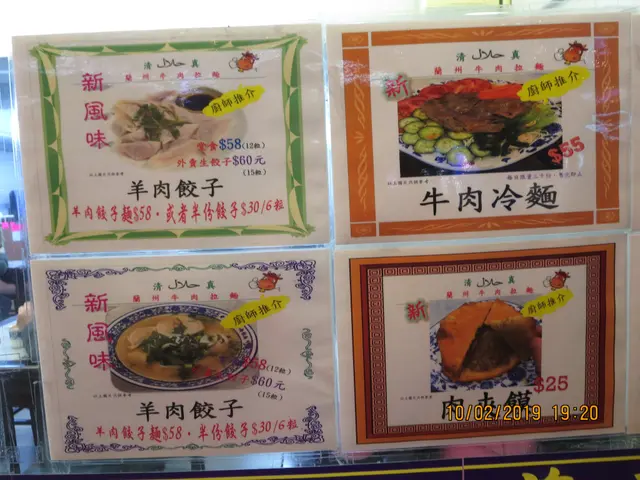 清 حلال 真
蘭州牛肉拉麵
新風味
廚師推介
堂食$58(12粒)
外賣生餃子$60元
(15粒)
羊肉餃子
羊肉餃子麵$58·或者半份餃子$30/6粒
清 حلال 真
蘭州牛肉拉麵
新
廚師推介
$55
牛肉冷麵
清 حلال 真
蘭州牛肉拉麵
新風味
廚師推介
$58(12粒)
子$60元
(15粒)
羊肉餃子
羊肉餃子麵$58·半份餃子$30/6粒
清 حلال 真
蘭州牛肉拉麵
新
廚師推介
$25
肉夾饃
10/02/2019 19:20